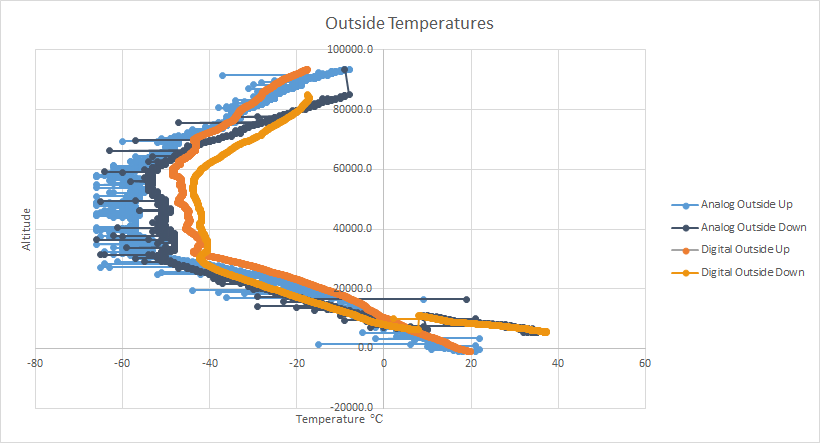 Outside Temperatures
100000.0
80000.0
60000.0
40000.0
20000.0
0.0
-20000.0
-80 -60 -40 -20 0 20 40 60
Altitude
Temperature °C
Analog Outside Up
Analog Outside Down
Digital Outside Up
Digital Outside Down